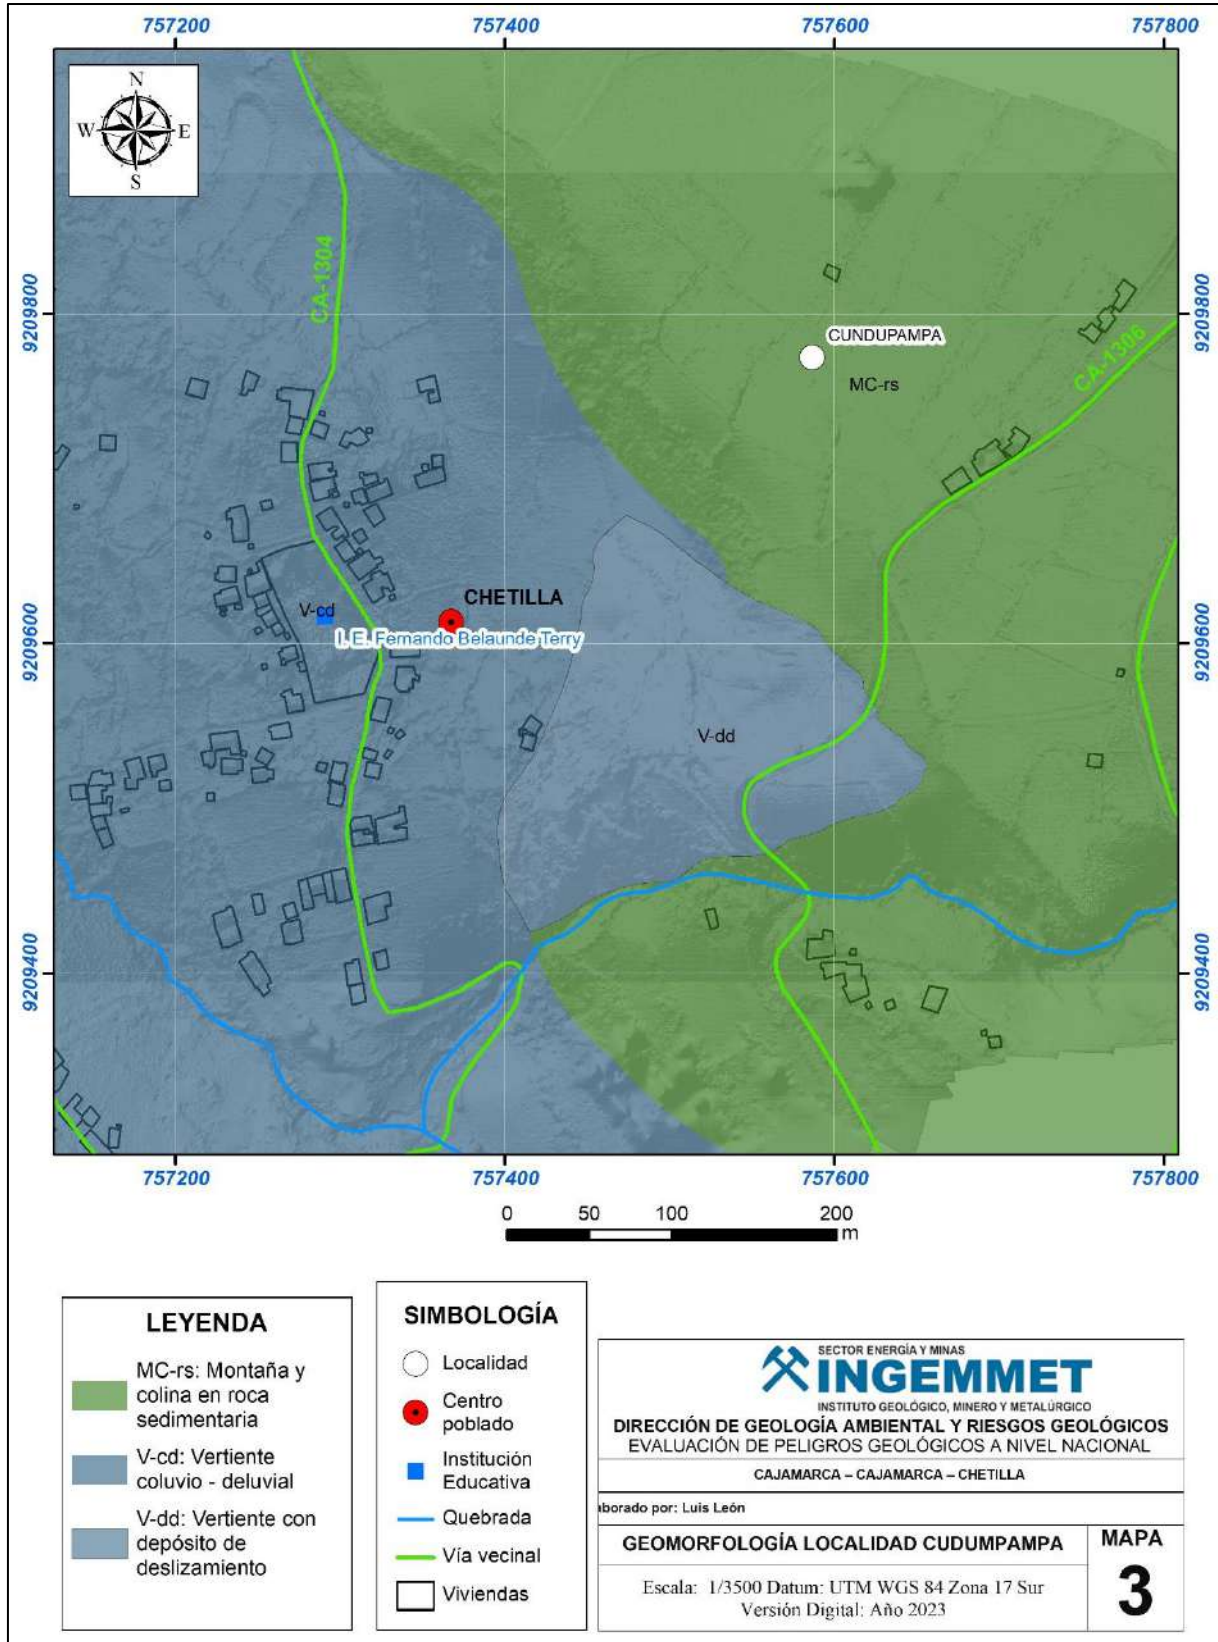 757200
757400
757600
757800
N
W
E
S
CA-1304
9209800
9209800
CUNDUPAMPA
MC-rs
CA-1306
CHETILLA
V-cd
I. E. Fernando Belaunde Terry
9209600
9209600
V-dd
9209400
9209400
757200
757400
757600
757800
0
50
100
200
m
LEYENDA
MC-rs: Montaña y
colina en roca
sedimentaria
V-cd: Vertiente
coluvio - deluvial
V-dd: Vertiente con
depósito de
deslizamiento
SIMBOLOGÍA
Localidad
Centro
poblado
Institución
Educativa
Quebrada
Vía vecinal
Viviendas
SECTOR ENERGÍA Y MINAS
INGEMMET
INSTITUTO GEOLÓGICO, MINERO Y METALÚRGICO
DIRECCIÓN DE GEOLOGÍA AMBIENTAL Y RIESGOS GEOLÓGICOS
EVALUACIÓN DE PELIGROS GEOLÓGICOS A NIVEL NACIONAL
CAJAMARCA – CAJAMARCA – CHETILLA
aborado por: Luis León
GEOMORFOLOGÍA LOCALIDAD CUDUMPAMPA
Escala: 1/3500 Datum: UTM WGS 84 Zona 17 Sur
Versión Digital: Año 2023
MAPA
3